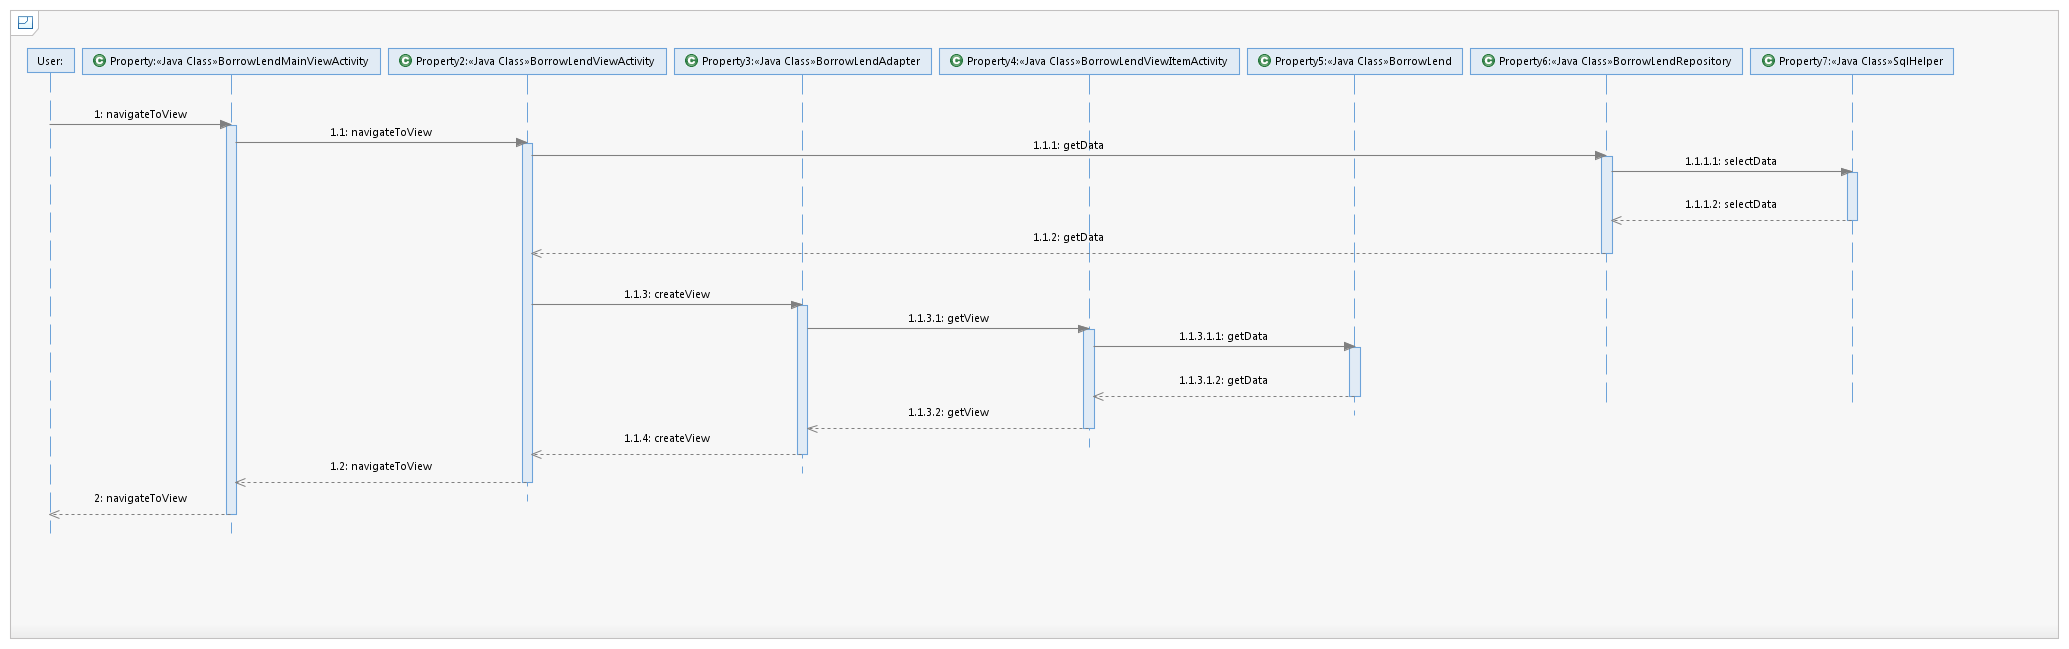 User:
C Property:«Java Class»BorrowLendMainViewActivity
C Property2:«Java Class»BorrowLendViewActivity
C Property3:«Java Class»BorrowLendAdapter
C Property4:«Java Class»BorrowLendViewItemActivity
C Property5:«Java Class»BorrowLend
C Property6:«Java Class»BorrowLendRepository
C Property7:«Java Class»SqlHelper
1: navigateToView
1.1: navigateToView
1.1.1: getData
1.1.1.1: selectData
1.1.1.2: selectData
1.1.2: getData
1.1.3: createView
1.1.3.1: getView
1.1.3.1.1: getData
1.1.3.1.2: getData
1.1.3.2: getView
1.1.4: createView
1.2: navigateToView
2: navigateToView